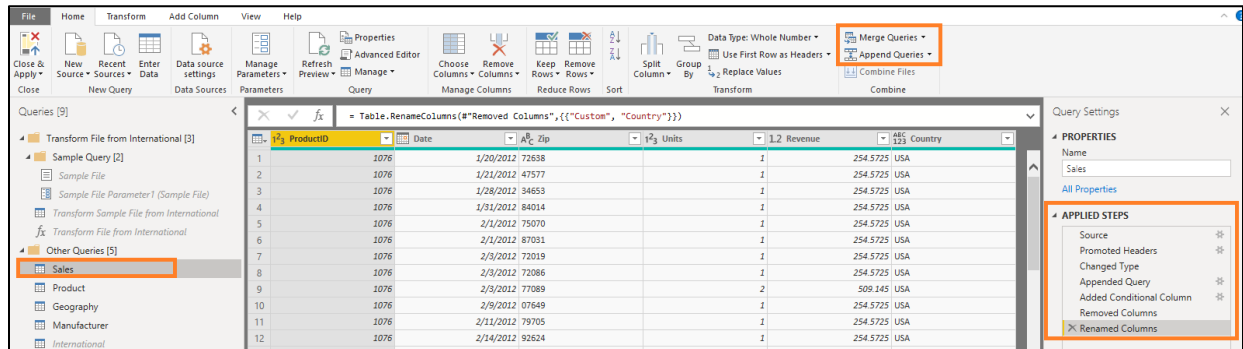 File Home Transform Add Column View Help
Close & Apply New Source Recent Sources Enter Data Data source settings Manage Parameters Refresh Preview Properties Advanced Editor Manage Choose Columns Remove Columns Keep Rows Remove Rows Split Column Group By Data Type: Whole Number Use First Row as Headers Replace Values Merge Queries Append Queries Combine Files
Close New Query Data Sources Parameters Query Manage Columns Reduce Rows Sort Transform Combine
Queries [9]
Transform File from International [3]
Sample Query [2]
Sample File
Sample File Parameter1 (Sample File)
Transform Sample File from International
fx Transform File from International
Other Queries [5]
Sales
Product
Geography
Manufacturer
International
fx = Table.RenameColumns(#"Removed Columns",{{"Custom", "Country"}})
1²3 ProductID Date ABC Zip 1²3 Units 1.2 Revenue ABC 123 Country
1 1076 1/20/2012 72638 1 254.5725 USA
2 1076 1/21/2012 47577 1 254.5725 USA
3 1076 1/28/2012 34653 1 254.5725 USA
4 1076 1/31/2012 84014 1 254.5725 USA
5 1076 2/1/2012 75070 1 254.5725 USA
6 1076 2/1/2012 87031 1 254.5725 USA
7 1076 2/3/2012 72019 1 254.5725 USA
8 1076 2/3/2012 72086 1 254.5725 USA
9 1076 2/3/2012 77089 2 509.145 USA
10 1076 2/9/2012 07649 1 254.5725 USA
11 1076 2/11/2012 79705 1 254.5725 USA
12 1076 2/14/2012 92624 1 254.5725 USA
Query Settings
PROPERTIES
Name
Sales
All Properties
APPLIED STEPS
Source
Promoted Headers
Changed Type
Appended Query
Added Conditional Column
Removed Columns
Renamed Columns